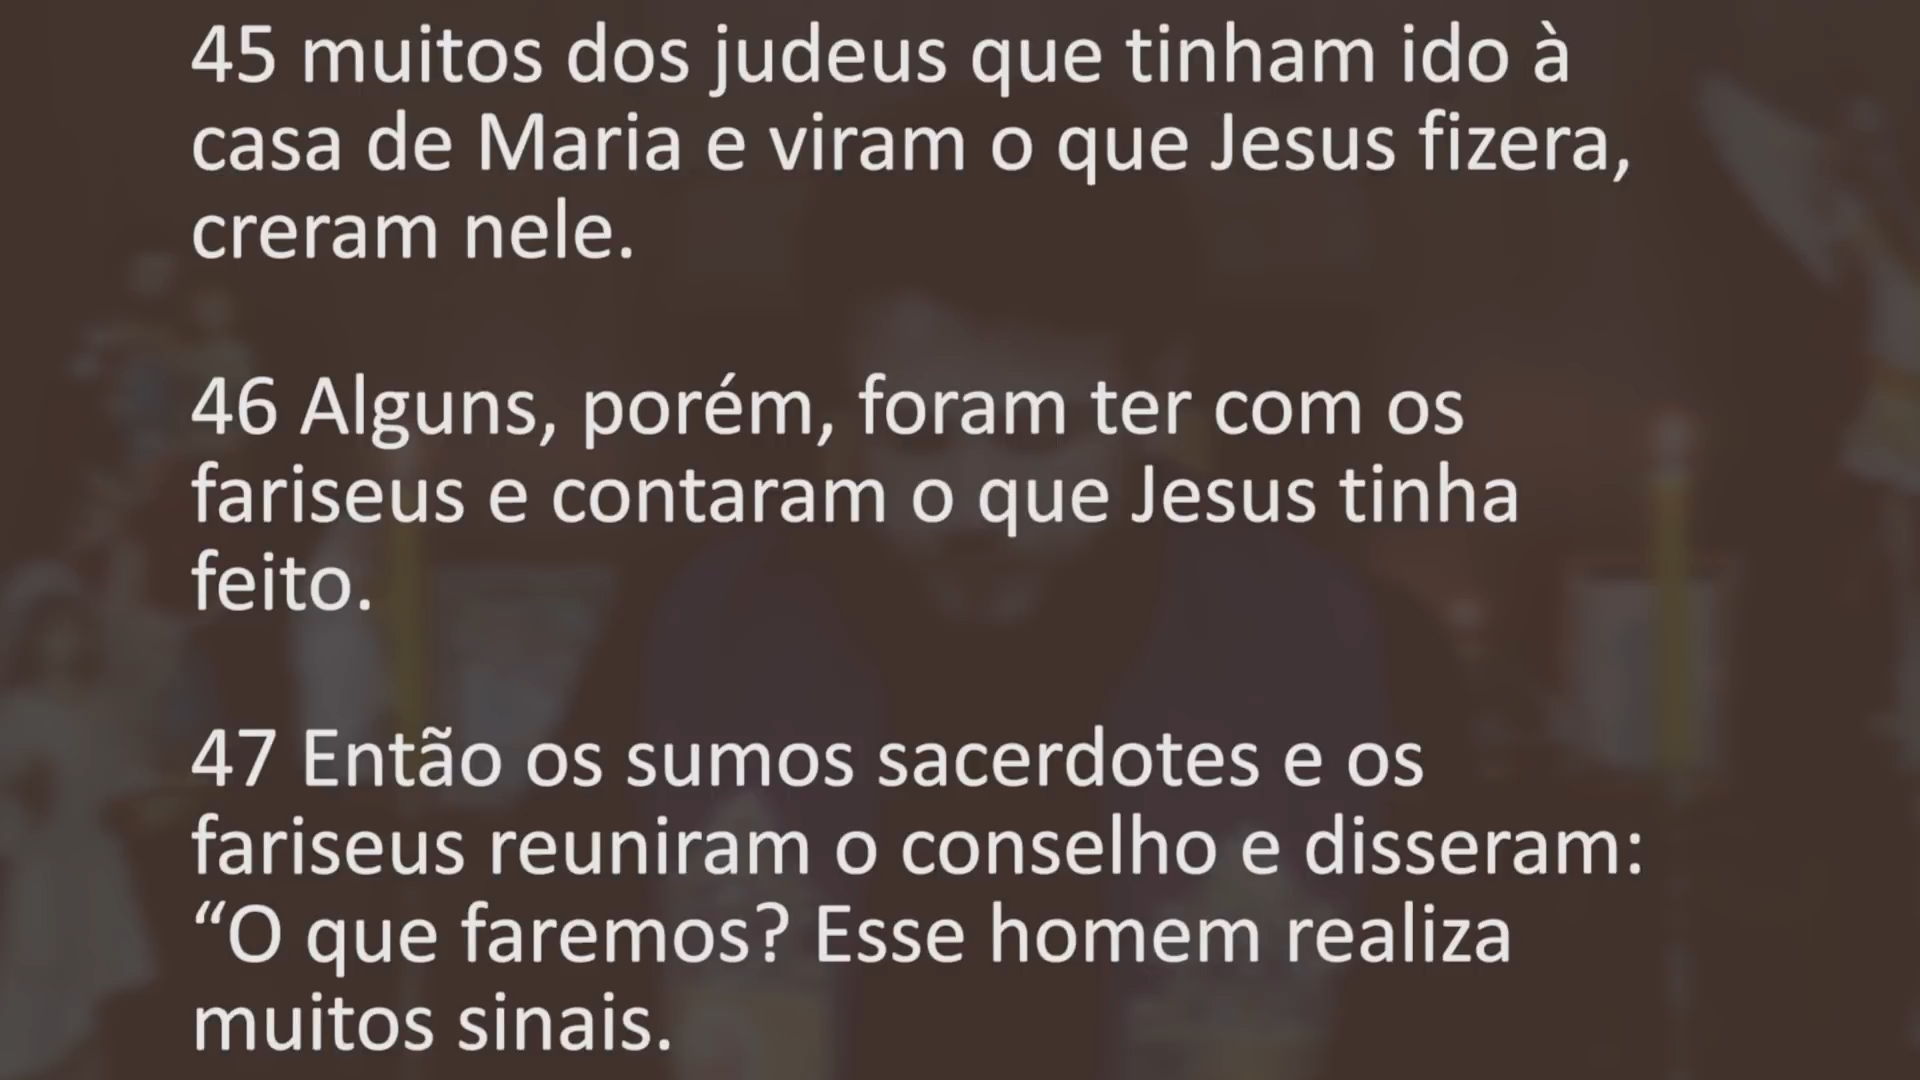 45 muitos dos judeus que tinham ido à
casa de Maria e viram o que Jesus fizera,
creram nele.
46 Alguns, porém, foram ter com os
fariseus e contaram o que Jesus tinha
feito.
47 Então os sumos sacerdotes e os
fariseus reuniram o conselho e disseram:
“O que faremos? Esse homem realiza
muitos sinais.